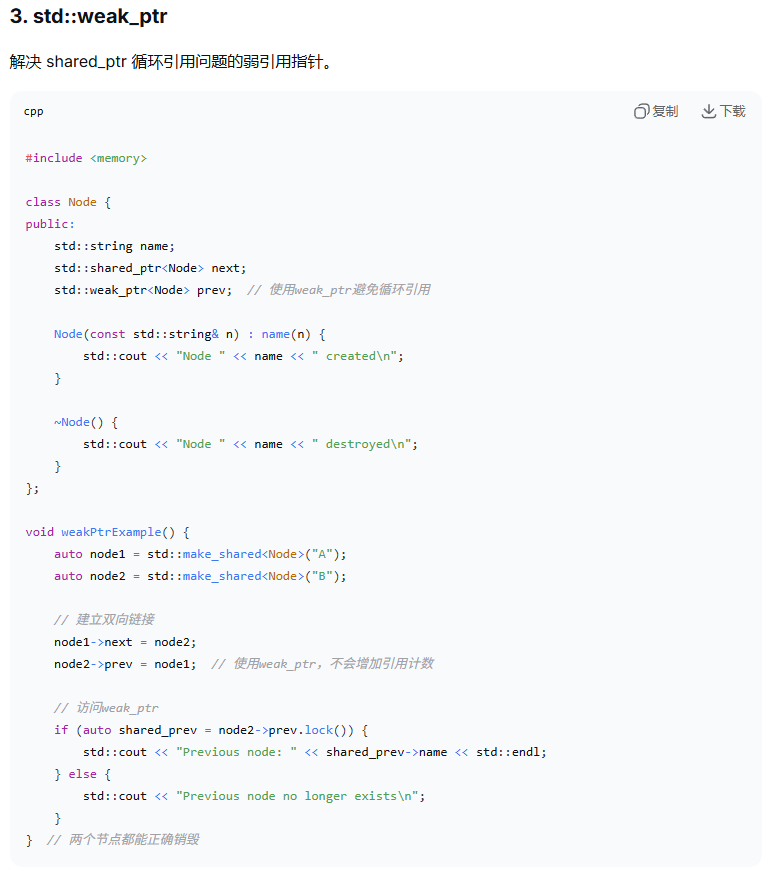 3. std::weak_ptr
解决 shared_ptr 循环引用问题的弱引用指针。
cpp
复制
下载
#include <memory>
class Node {
public:
    std::string name;
    std::shared_ptr<Node> next;
    std::weak_ptr<Node> prev;  // 使用weak_ptr避免循环引用
    Node(const std::string& n) : name(n) {
        std::cout << "Node " << name << " created\n";
    }
    ~Node() {
        std::cout << "Node " << name << " destroyed\n";
    }
};
void weakPtrExample() {
    auto node1 = std::make_shared<Node>("A");
    auto node2 = std::make_shared<Node>("B");
    // 建立双向链接
    node1->next = node2;
    node2->prev = node1;  // 使用weak_ptr，不会增加引用计数
    // 访问weak_ptr
    if (auto shared_prev = node2->prev.lock()) {
        std::cout << "Previous node: " << shared_prev->name << std::endl;
    } else {
        std::cout << "Previous node no longer exists\n";
    }
}  // 两个节点都能正确销毁